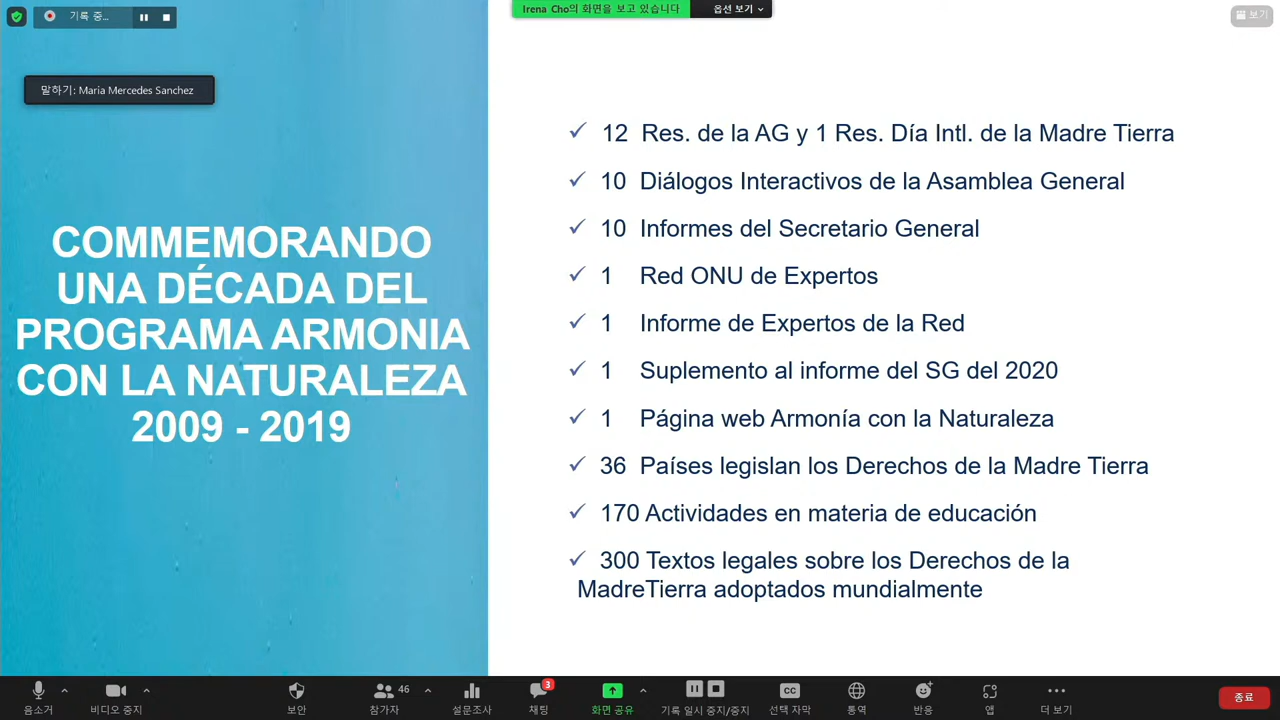 기록 중...
Irena Cho의 화면을 보고 있습니다
옵션 보기
보기
말하기: Maria Mercedes Sanchez
COMMEMORANDO
UNA DÉCADA DEL
PROGRAMA ARMONIA
CON LA NATURALEZA
2009 - 2019
✓ 12 Res. de la AG y 1 Res. Día Intl. de la Madre Tierra
✓ 10 Diálogos Interactivos de la Asamblea General
✓ 10 Informes del Secretario General
✓ 1 Red ONU de Expertos
✓ 1 Informe de Expertos de la Red
✓ 1 Suplemento al informe del SG del 2020
✓ 1 Página web Armonía con la Naturaleza
✓ 36 Países legislan los Derechos de la Madre Tierra
✓ 170 Actividades en materia de educación
✓ 300 Textos legales sobre los Derechos de la
MadreTierra adoptados mundialmente
46
3
CC
음소거
비디오 중지
보안
참가자
설문조사
채팅
화면 공유
기록 일시 중지/중지
선택 자막
통역
반응
앱
더 보기
종료